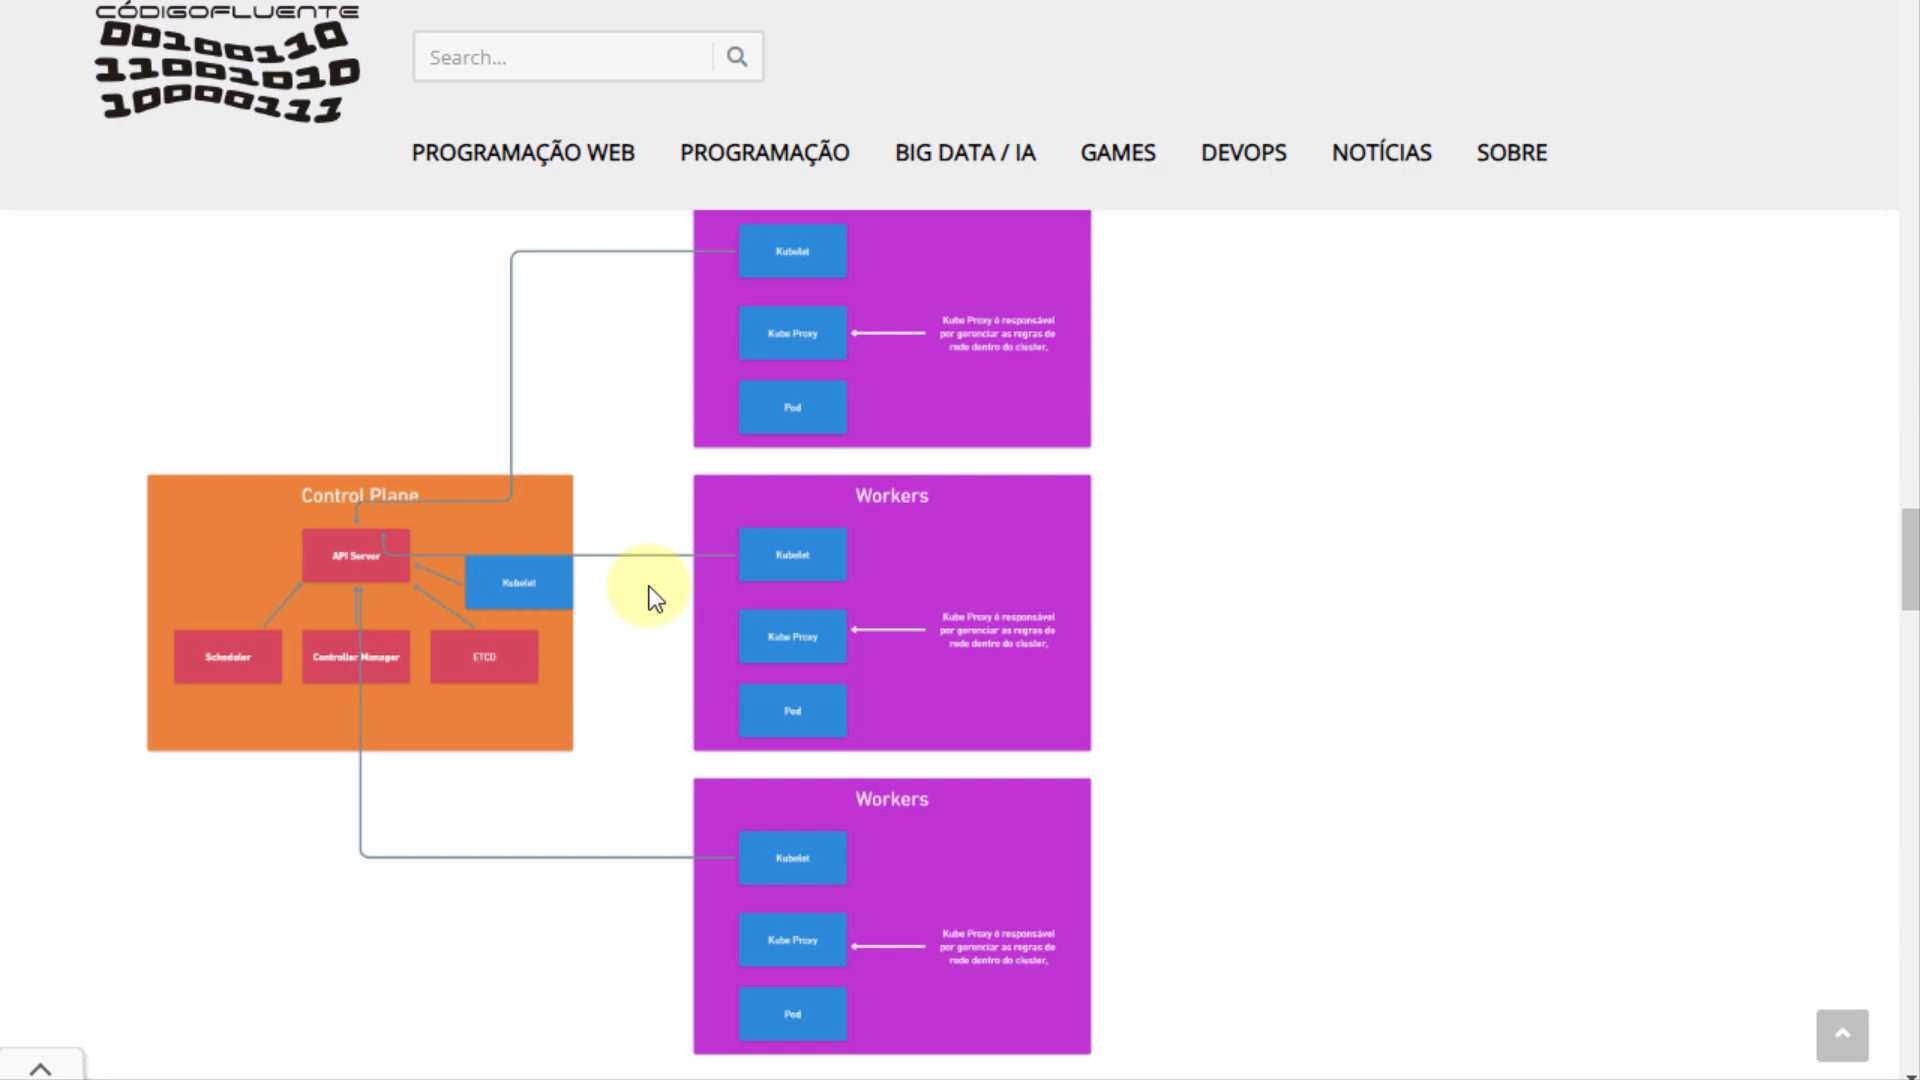 CÓDIGOFLUENTE
00100110
11001010
10000111
Search...
PROGRAMAÇÃO WEB PROGRAMAÇÃO BIG DATA / IA GAMES DEVOPS NOTÍCIAS SOBRE
Kubelet
Kube Proxy
Kube Proxy é responsável
por gerenciar as regras de
rede dentro do cluster,
Pod
Control Plane
API Server
Kubelet
Scheduler
Controller Manager
ETCD
Workers
Kubelet
Kube Proxy
Kube Proxy é responsável
por gerenciar as regras de
rede dentro do cluster,
Pod
Workers
Kubelet
Kube Proxy
Kube Proxy é responsável
por gerenciar as regras de
rede dentro do cluster,
Pod